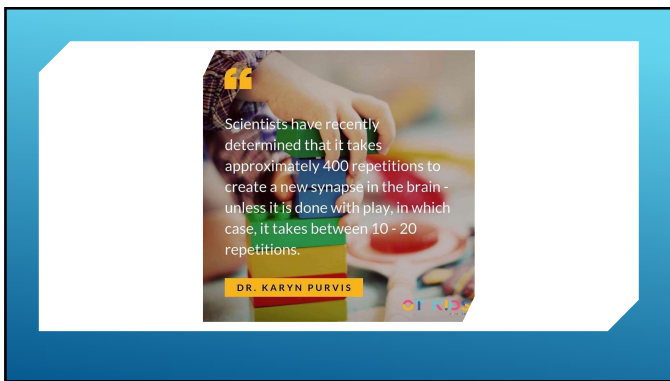 Scientists have recently
determined that it takes
approximately 400 repetitions to
create a new synapse in the brain -
unless it is done with play, in which
case, it takes between 10 - 20
repetitions.
DR. KARYN PURVIS